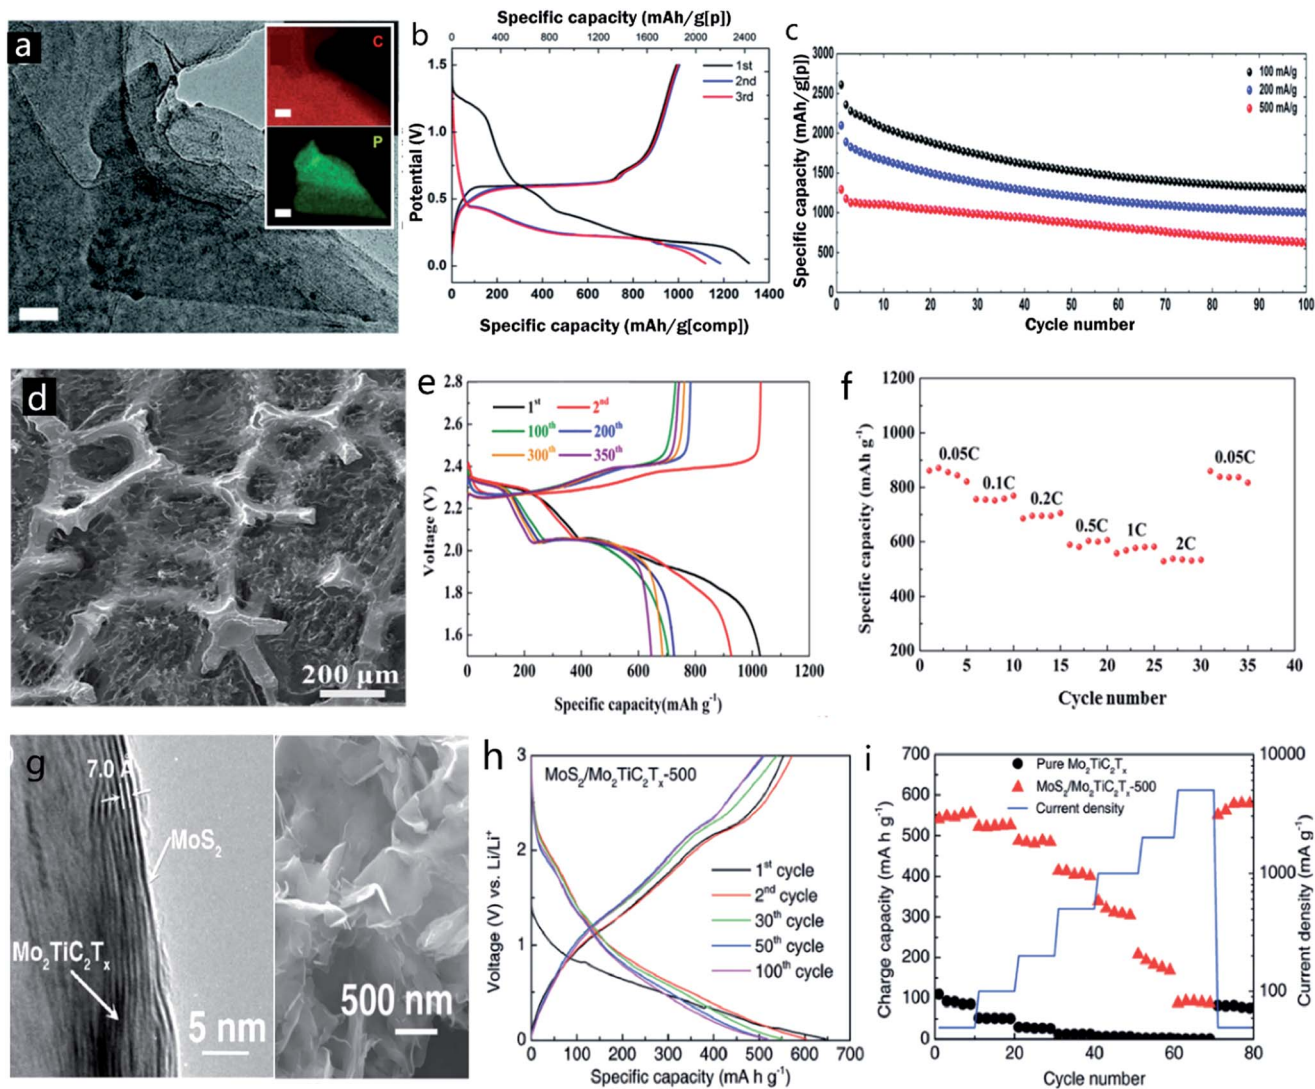 a
C
P
b
Specific capacity (mAh/g[p])
0 400 800 1200 1600 2000 2400
1st
2nd
3rd
1.5
1.0
0.5
0.0
Potential (V)
0 200 400 600 800 1000 1200 1400
Specific capacity (mAh/g[comp])
c
3000
2500
2000
1500
1000
500
0
Specific capacity (mAh/g[p])
100 mA/g
200 mA/g
500 mA/g
0 10 20 30 40 50 60 70 80 90 100
Cycle number
d
200 μm
e
2.8
2.6
2.4
2.2
2.0
1.8
1.6
Voltage (V)
1st 2nd
100th 200th
300th 350th
0 200 400 600 800 1000 1200
Specific capacity(mAh g-1)
f
1200
1000
800
600
400
200
Specific capacity (mAh g-1)
0.05C
0.1C
0.2C
0.5C
1C
2C
0.05C
0 5 10 15 20 25 30 35 40
Cycle number
g
7.0 Å
MoS2
Mo2TiC2Tx
5 nm
500 nm
h
MoS2/Mo2TiC2Tx-500
3
2
1
0
Voltage (V) vs. Li/Li+
1st cycle
2nd cycle
30th cycle
50th cycle
100th cycle
0 100 200 300 400 500 600 700
Specific capacity (mA h g-1)
i
700
600
500
400
300
200
100
0
Charge capacity (mA h g-1)
Pure Mo2TiC2Tx
MoS2/Mo2TiC2Tx-500
Current density
10000
1000
100
Current density (mA g-1)
0 20 40 60 80
Cycle number